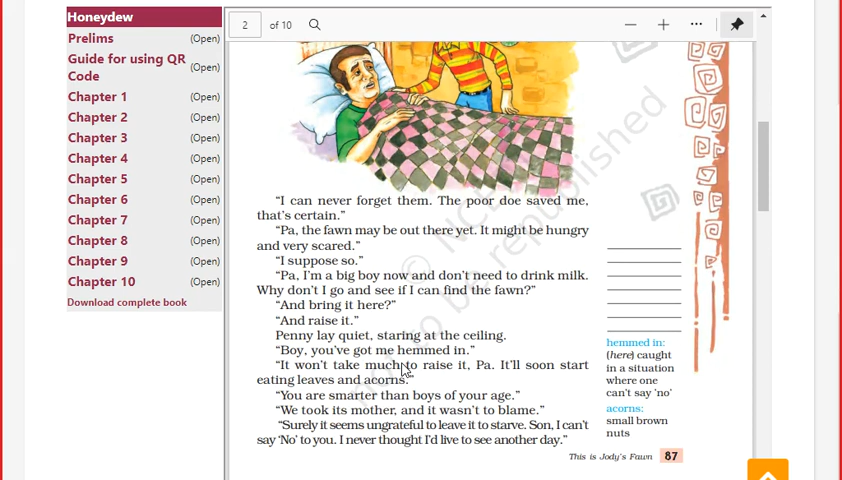 Honeydew
Prelims (Open)
Guide for using QR
Code (Open)
Chapter 1 (Open)
Chapter 2 (Open)
Chapter 3 (Open)
Chapter 4 (Open)
Chapter 5 (Open)
Chapter 6 (Open)
Chapter 7 (Open)
Chapter 8 (Open)
Chapter 9 (Open)
Chapter 10 (Open)
Download complete book
2 of 10
“I can never forget them. The poor doe saved me,
that’s certain.”
“Pa, the fawn may be out there yet. It might be hungry
and very scared.”
“I suppose so.”
“Pa, I’m a big boy now and don’t need to drink milk.
Why don’t I go and see if I can find the fawn?”
“And bring it here?”
“And raise it.”
Penny lay quiet, staring at the ceiling.
“Boy, you’ve got me hemmed in.”
“It won’t take much to raise it, Pa. It’ll soon start
eating leaves and acorns.”
“You are smarter than boys of your age.”
“We took its mother, and it wasn’t to blame.”
“Surely it seems ungrateful to leave it to starve. Son, I can’t
say ‘No’ to you. I never thought I’d live to see another day.”
hemmed in:
(here) caught
in a situation
where one
can’t say ‘no’
acorns:
small brown
nuts
This is Jody’s Fawn 87
© NCE
not to be republished